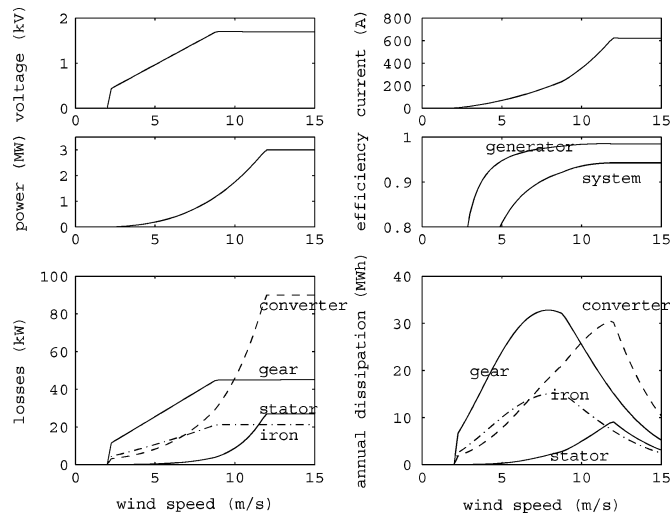 voltage (kV)
2
1
0
0 5 10 15
current (A)
800
600
400
200
0
0 5 10 15
power (MW)
3
2
1
0
0 5 10 15
efficiency
1
0.9
0.8
generator
system
0 5 10 15
losses (kW)
100
80
60
40
20
0
converter
gear
stator
iron
0 5 10 15
wind speed (m/s)
annual dissipation (MWh)
40
30
20
10
0
converter
gear
iron
stator
0 5 10 15
wind speed (m/s)